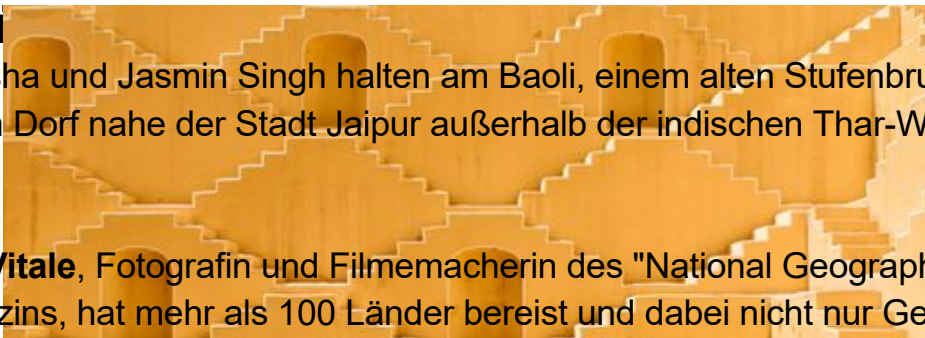 ha und Jasmin Singh halten am Baoli, einem alten Stufenbru
Dorf nahe der Stadt Jaipur außerhalb der indischen Thar-W
Vitale, Fotografin und Filmemacherin des "National Geograph
zins, hat mehr als 100 Länder bereist und dabei nicht nur Ge